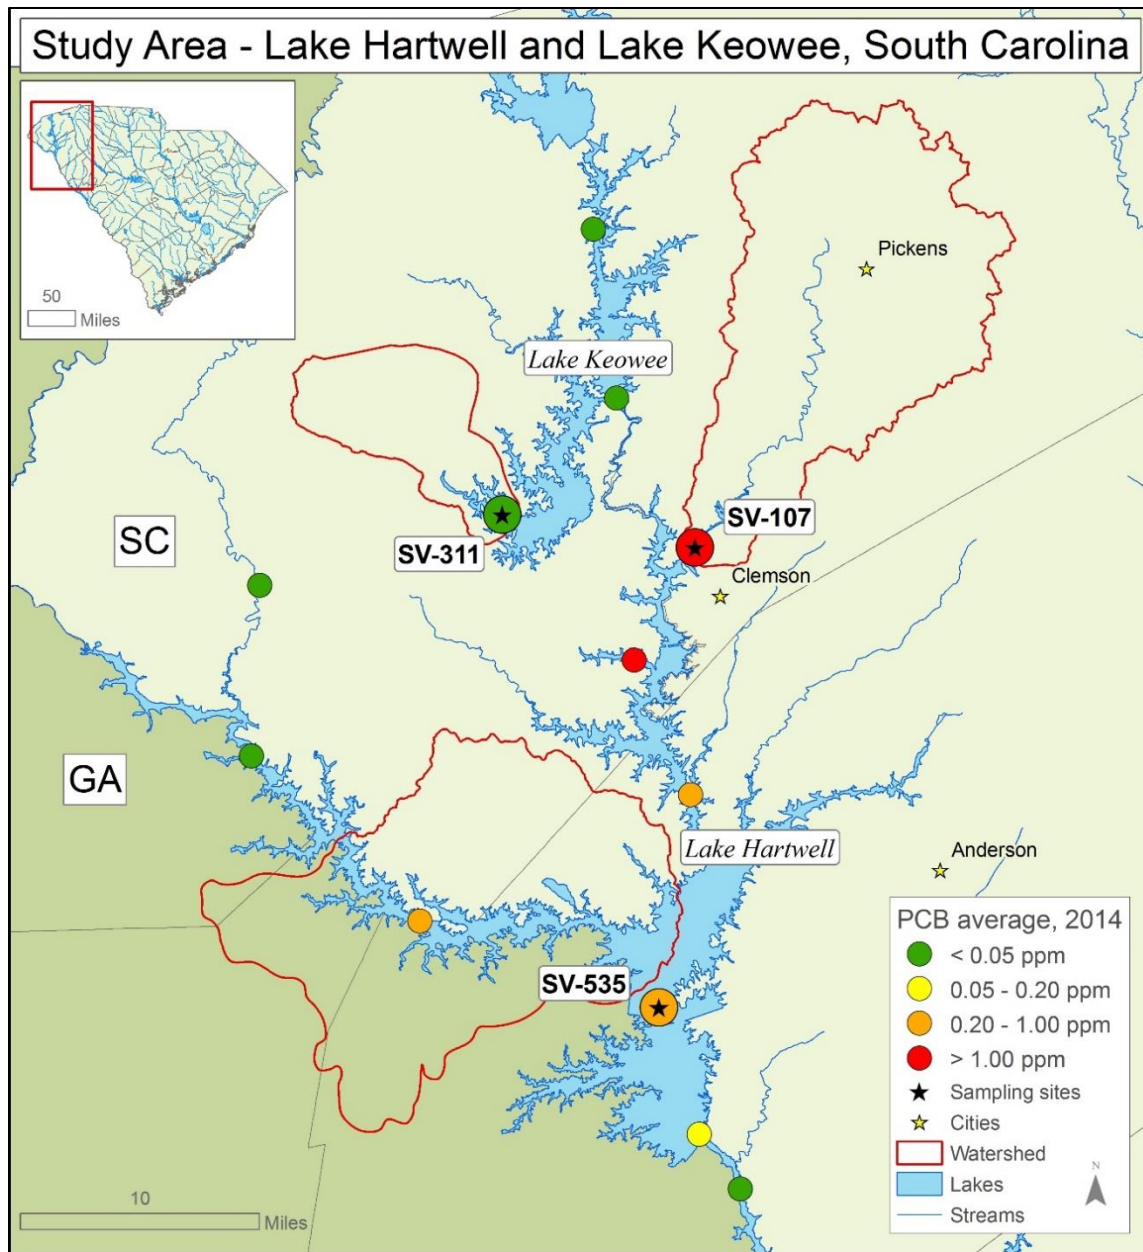 Study Area - Lake Hartwell and Lake Keowee, South Carolina
50
Miles
Pickens
Lake Keowee
SV-107
SV-311
SC
Clemson
GA
Lake Hartwell
Anderson
SV-535
PCB average, 2014
< 0.05 ppm
0.05 - 0.20 ppm
0.20 - 1.00 ppm
> 1.00 ppm
Sampling sites
Cities
Watershed
Lakes
Streams
N
10
Miles